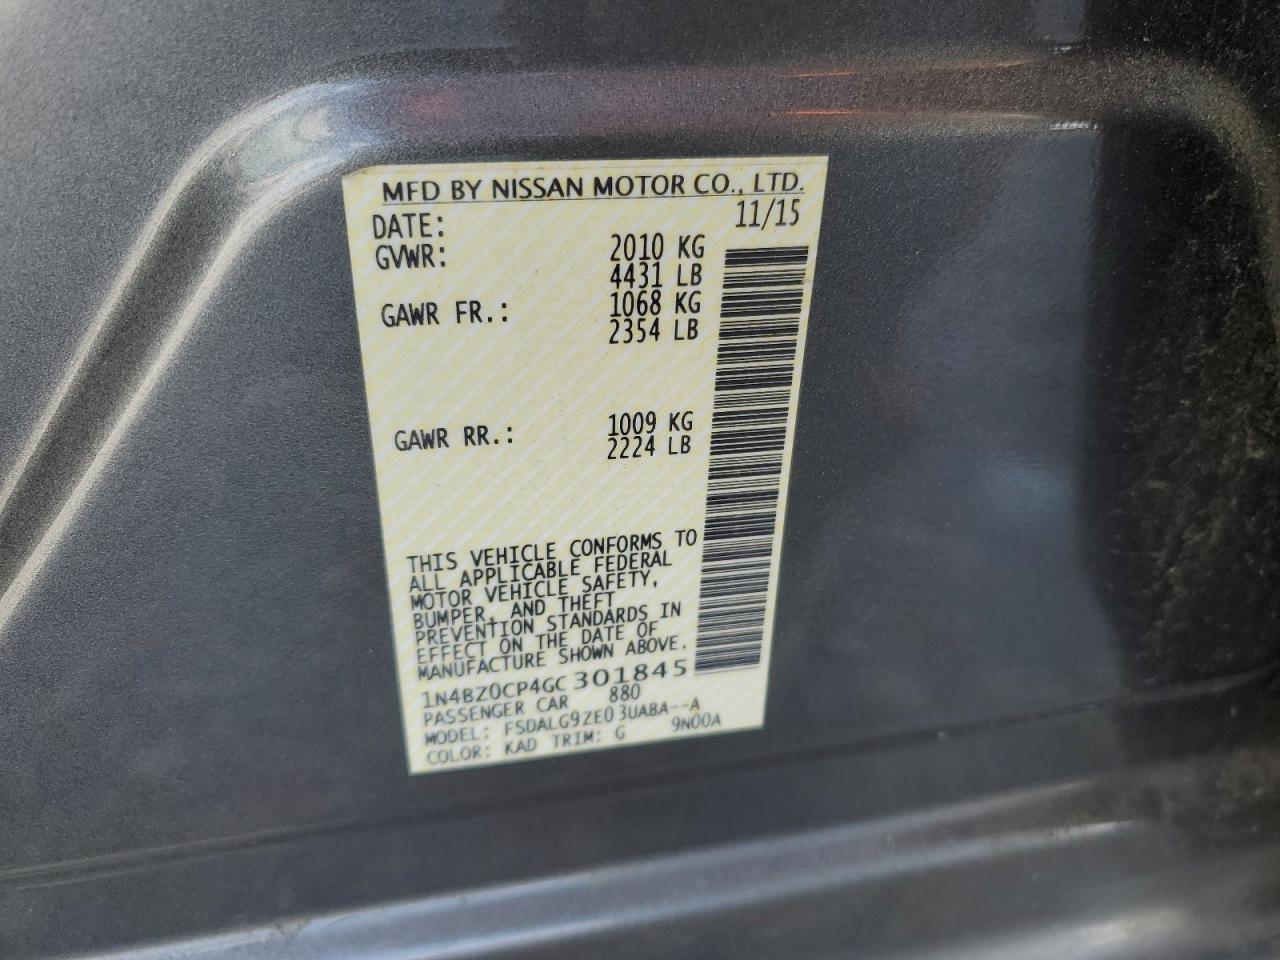 MFD BY NISSAN MOTOR CO., LTD.
DATE: 11/15
GVWR: 2010 KG
4431 LB
GAWR FR.: 1068 KG
2354 LB
GAWR RR.: 1009 KG
2224 LB
THIS VEHICLE CONFORMS TO
ALL APPLICABLE FEDERAL
MOTOR VEHICLE SAFETY,
BUMPER, AND THEFT
PREVENTION STANDARDS IN
EFFECT ON THE DATE OF
MANUFACTURE SHOWN ABOVE.
1N4BZ0CP4GC301845
PASSENGER CAR 880
MODEL: FSDALG9ZE03UABA--A
COLOR: KAD TRIM: G 9N00A